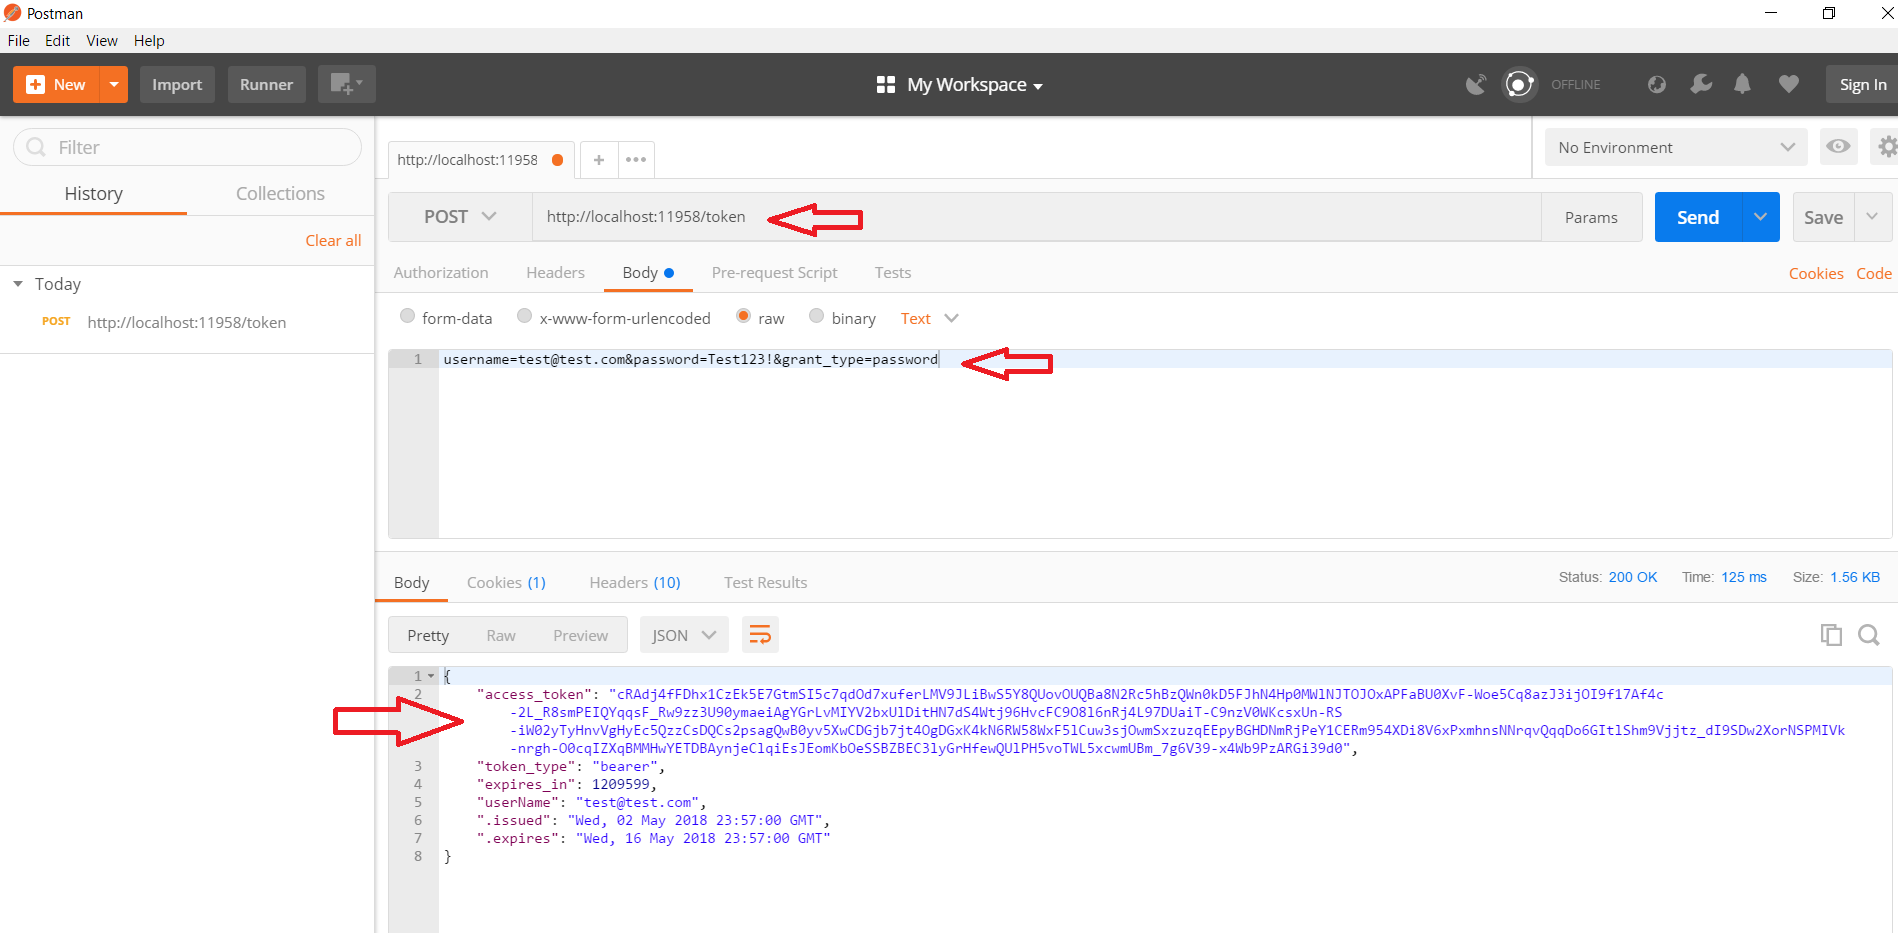 Postman
File Edit View Help
New Import Runner My Workspace OFFLINE Sign In
Filter
History Collections
Clear all
Today
POST http://localhost:11958/token
http://localhost:11958 + •••
No Environment
POST http://localhost:11958/token Params Send Save
Authorization Headers Body Pre-request Script Tests Cookies Code
form-data x-www-form-urlencoded raw binary Text
1 username=test@test.com&password=Test123!&grant_type=password
Body Cookies (1) Headers (10) Test Results Status: 200 OK Time: 125 ms Size: 1.56 KB
Pretty Raw Preview JSON
1 {
2 "access_token": "cRAdj4fFDhx1CzEk5E7GtmSI5c7qdOd7xuferLMV9JLiBwS5Y8QUovOUQBa8N2Rc5hBzQWn0kD5FJhN4Hp0MWlNJTOJOxAPFaBU0XvF-Woe5Cq8azJ3ijOI9f17Af4c
-2L_R8smPEIQYqqsF_Rw9zz3U90ymaeiAgYGrLvMIYV2bxUlDitHN7dS4Wtj96HvcFC9O8l6nRj4L97DUaiT-C9nzV0WKcsxUn-RS
-iW02yTyHnvVgHyEc5QzzCsDQCs2psagQwB0yv5XwCDGjb7jt4OgDGxK4kN6RW58WxF5lCuw3sjOwmSxzuzqEEpyBGHDNmRjPeY1CERm954XDi8V6xPxmhnsNNrqvQqqDo6GItlShm9Vjjtz_dI9SDw2XorNSPMIVk
-nrgh-O0cqIZXqBMMHwYETDBAynjeClqiEsJEomKbOeSSBZBEC3lyGrHfewQUlPH5voTWL5xcwmUBm_7g6V39-x4Wb9PzARGi39d0",
3 "token_type": "bearer",
4 "expires_in": 1209599,
5 "userName": "test@test.com",
6 ".issued": "Wed, 02 May 2018 23:57:00 GMT",
7 ".expires": "Wed, 16 May 2018 23:57:00 GMT"
8 }